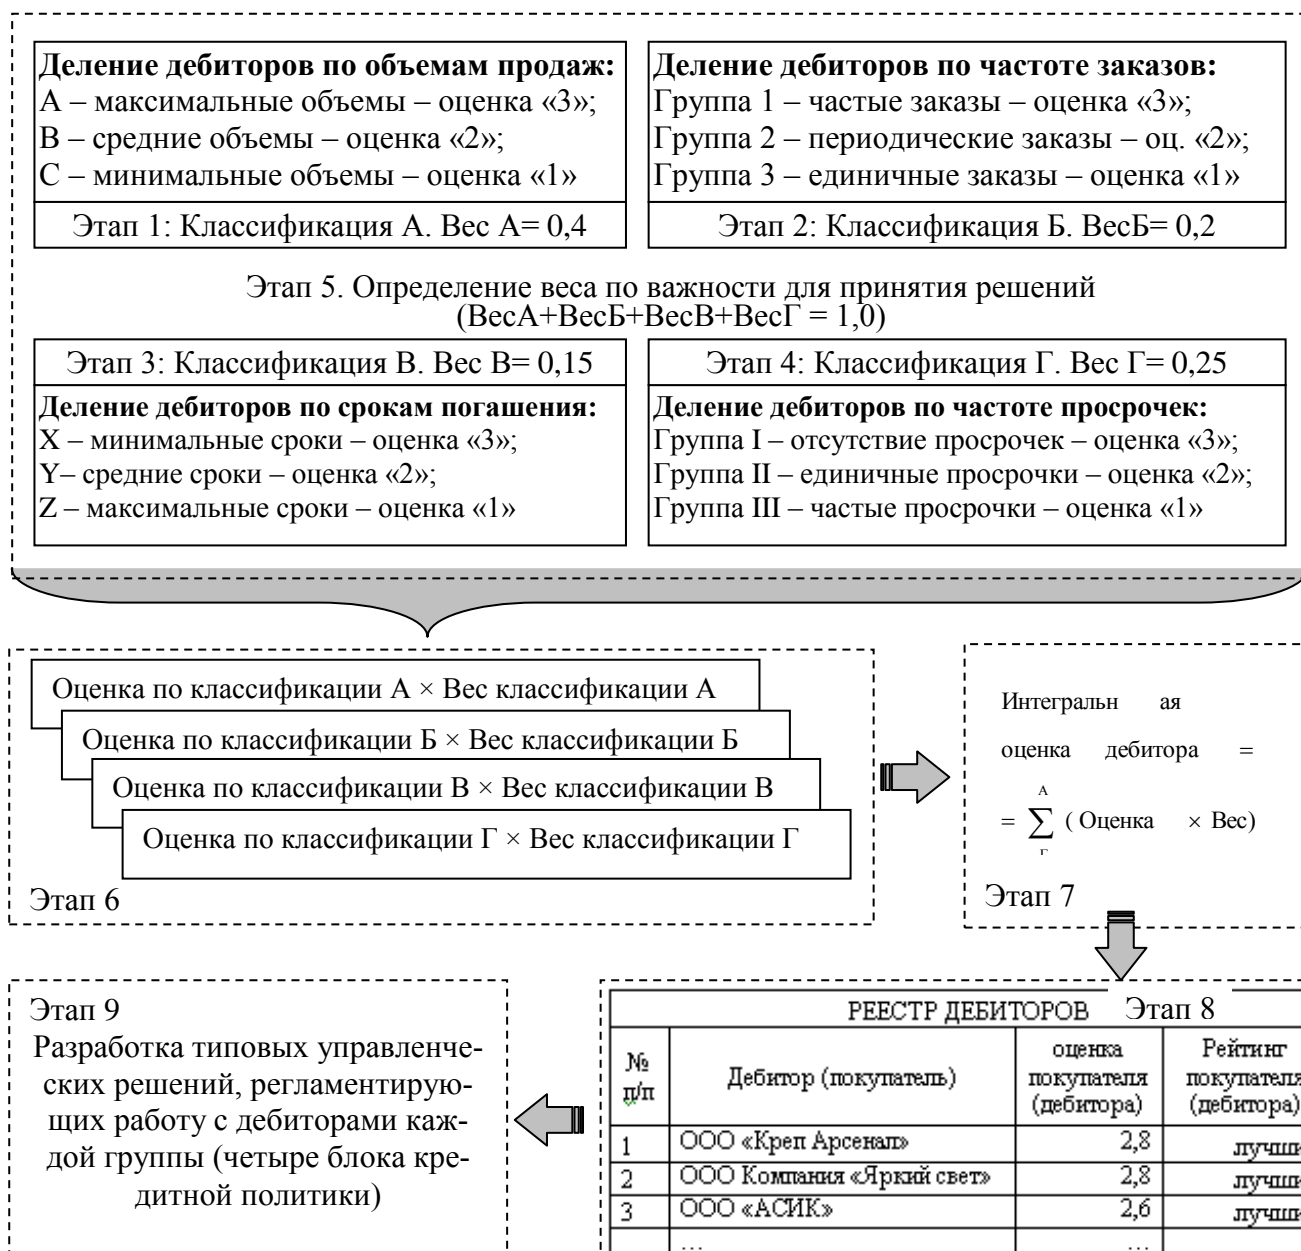 Деление дебиторов по объемам продаж:
А – максимальные объемы – оценка «3»;
В – средние объемы – оценка «2»;
С – минимальные объемы – оценка «1»
Этап 1: Классификация А. Вес А= 0,4
Деление дебиторов по частоте заказов:
Группа 1 – частые заказы – оценка «3»;
Группа 2 – периодические заказы – оц. «2»;
Группа 3 – единичные заказы – оценка «1»
Этап 2: Классификация Б. ВесБ= 0,2
Этап 5. Определение веса по важности для принятия решений
(ВесА+ВесБ+ВесВ+ВесГ = 1,0)
Этап 3: Классификация В. Вес В= 0,15
Деление дебиторов по срокам погашения:
X – минимальные сроки – оценка «3»;
Y– средние сроки – оценка «2»;
Z – максимальные сроки – оценка «1»
Этап 4: Классификация Г. Вес Г= 0,25
Деление дебиторов по частоте просрочек:
Группа I – отсутствие просрочек – оценка «3»;
Группа II – единичные просрочки – оценка «2»;
Группа III – частые просрочки – оценка «1»
Оценка по классификации А × Вес классификации А
Оценка по классификации Б × Вес классификации Б
Оценка по классификации В × Вес классификации В
Оценка по классификации Г × Вес классификации Г
Этап 6
Интегральн ая
оценка дебитора =
А
= ∑ ( Оценка × Вес)
Г
Этап 7
РЕЕСТР ДЕБИТОРОВ Этап 8
№ п/п
Дебитор (покупатель)
оценка
покупателя
(дебитора)
Рейтинг
покупателя
(дебитора)
1 ООО «Креп Арсенал» 2,8 лучши
2 ООО Компания «Яркий свет» 2,8 лучши
3 ООО «АСИК» 2,6 лучши
… …
Этап 9
Разработка типовых управленче-
ских решений, регламентирую-
щих работу с дебиторами каж-
дой группы (четыре блока кре-
дитной политики)